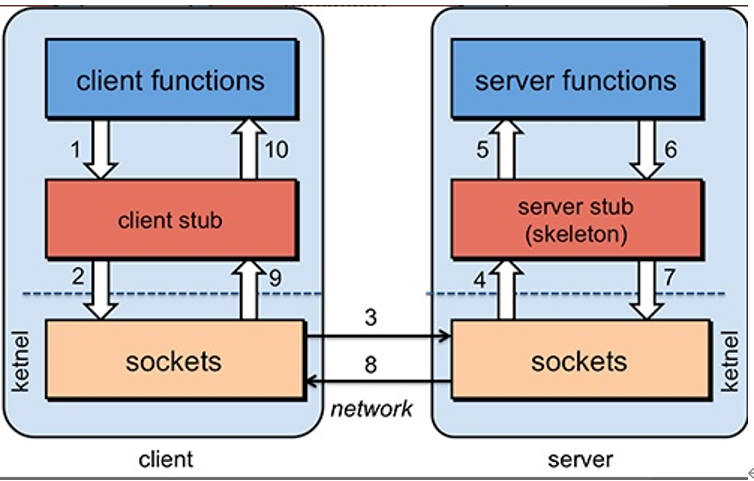 client functions
server functions
1
10
5
6
client stub
server stub
(skeleton)
2
9
4
7
3
ketnel
sockets
8
sockets
ketnel
network
client
server